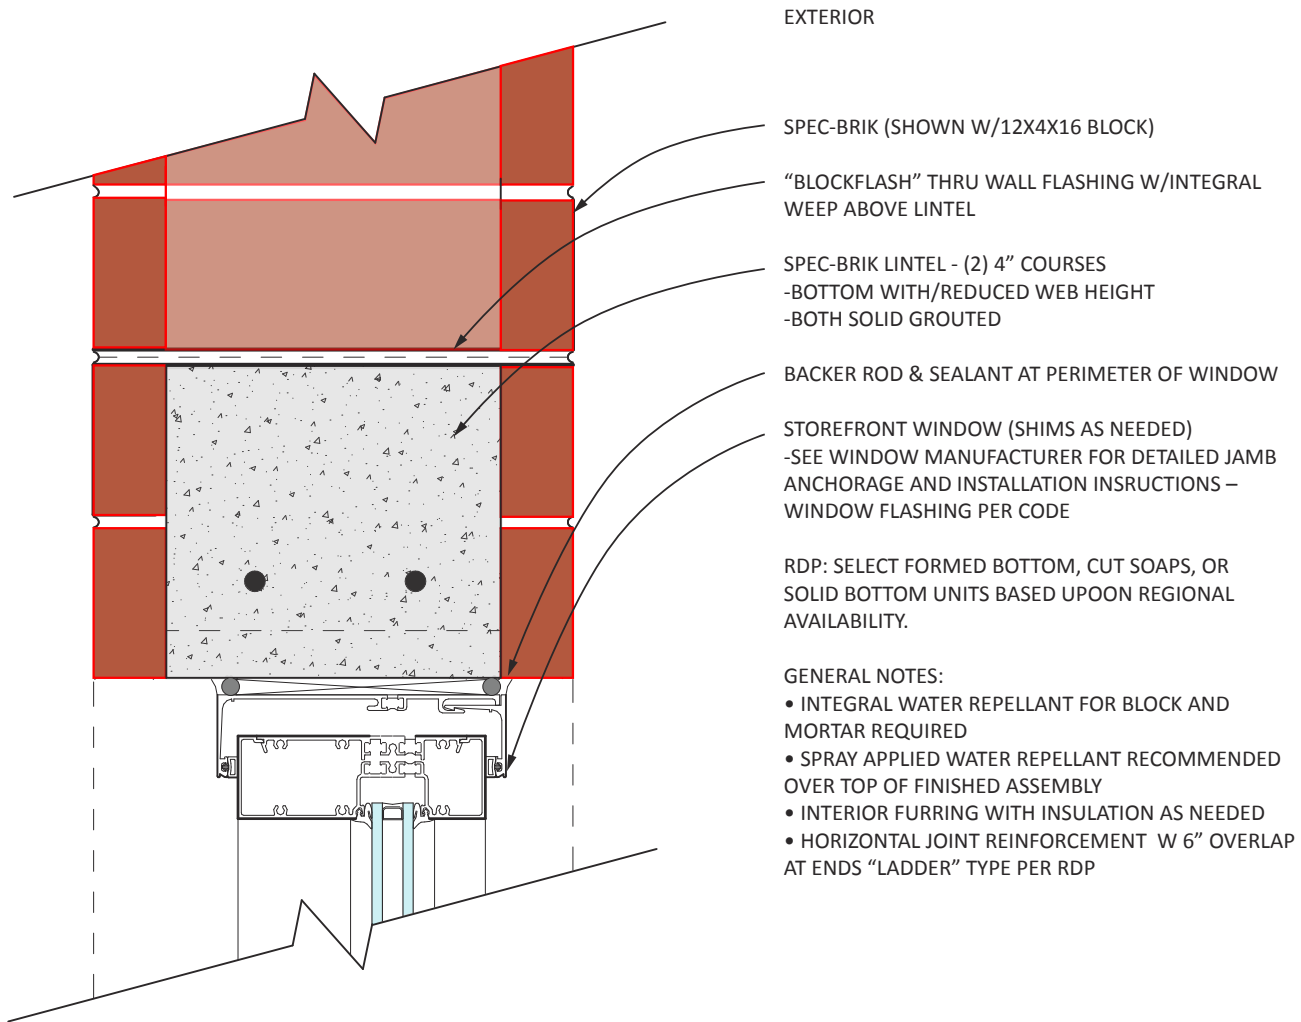 EXTERIOR
SPEC-BRIK (SHOWN W/12X4X16 BLOCK)
“BLOCKFLASH” THRU WALL FLASHING W/INTEGRAL
WEEP ABOVE LINTEL
SPEC-BRIK LINTEL - (2) 4” COURSES
-BOTTOM WITH/REDUCED WEB HEIGHT
-BOTH SOLID GROUTED
BACKER ROD & SEALANT AT PERIMETER OF WINDOW
STOREFRONT WINDOW (SHIMS AS NEEDED)
-SEE WINDOW MANUFACTURER FOR DETAILED JAMB
ANCHORAGE AND INSTALLATION INSRUCTIONS –
WINDOW FLASHING PER CODE
RDP: SELECT FORMED BOTTOM, CUT SOAPS, OR
SOLID BOTTOM UNITS BASED UPOON REGIONAL
AVAILABILITY.
GENERAL NOTES:
• INTEGRAL WATER REPELLANT FOR BLOCK AND
MORTAR REQUIRED
• SPRAY APPLIED WATER REPELLANT RECOMMENDED
OVER TOP OF FINISHED ASSEMBLY
• INTERIOR FURRING WITH INSULATION AS NEEDED
• HORIZONTAL JOINT REINFORCEMENT  W 6” OVERLAP
AT ENDS “LADDER” TYPE PER RDP